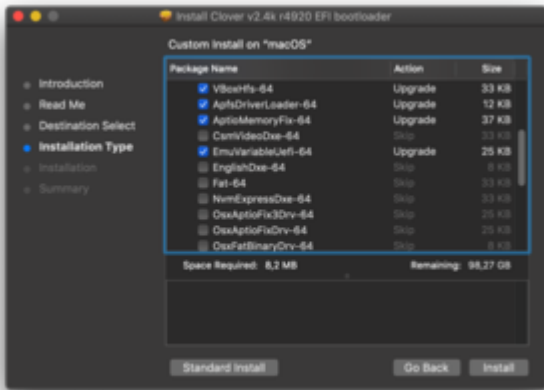 Install Clover v2.4k r4920 EFI bootloader
Custom Install on "macOS"
Introduction
Read Me
Destination Select
Installation Type
Installation
Summary
Package Name Action Size
VBoxHfs-64 Upgrade 33 KB
ApfsDriverLoader-64 Upgrade 12 KB
AptioMemoryFix-64 Upgrade 37 KB
CsmVideoDxe-64 Skip 33 KB
EmuVariableUefi-64 Upgrade 25 KB
EnglishDxe-64 Skip 8 KB
Fat-64 Skip 33 KB
NvmExpressDxe-64 Skip 33 KB
OsxAptioFix3Drv-64 Skip 25 KB
OsxAptioFixDrv-64 Skip 25 KB
OsxFatBinaryDrv-64 Skip 8 KB
Space Required: 8,2 MB Remaining: 98,27 GB
Standard Install Go Back Install